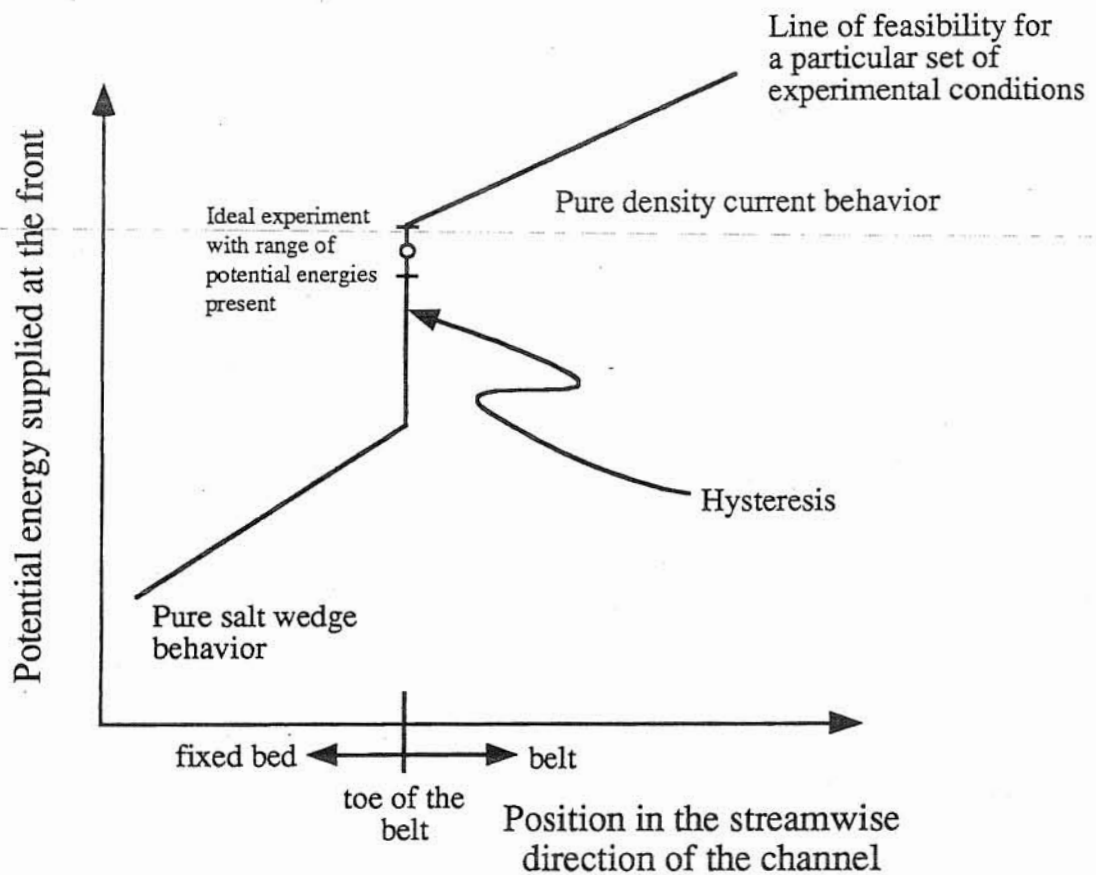 Line of feasibility for
a particular set of
experimental conditions
Potential energy supplied at the front
Ideal experiment
with range of
potential energies
present
Pure density current behavior
Hysteresis
Pure salt wedge
behavior
fixed bed
belt
toe of the
belt
Position in the streamwise
direction of the channel